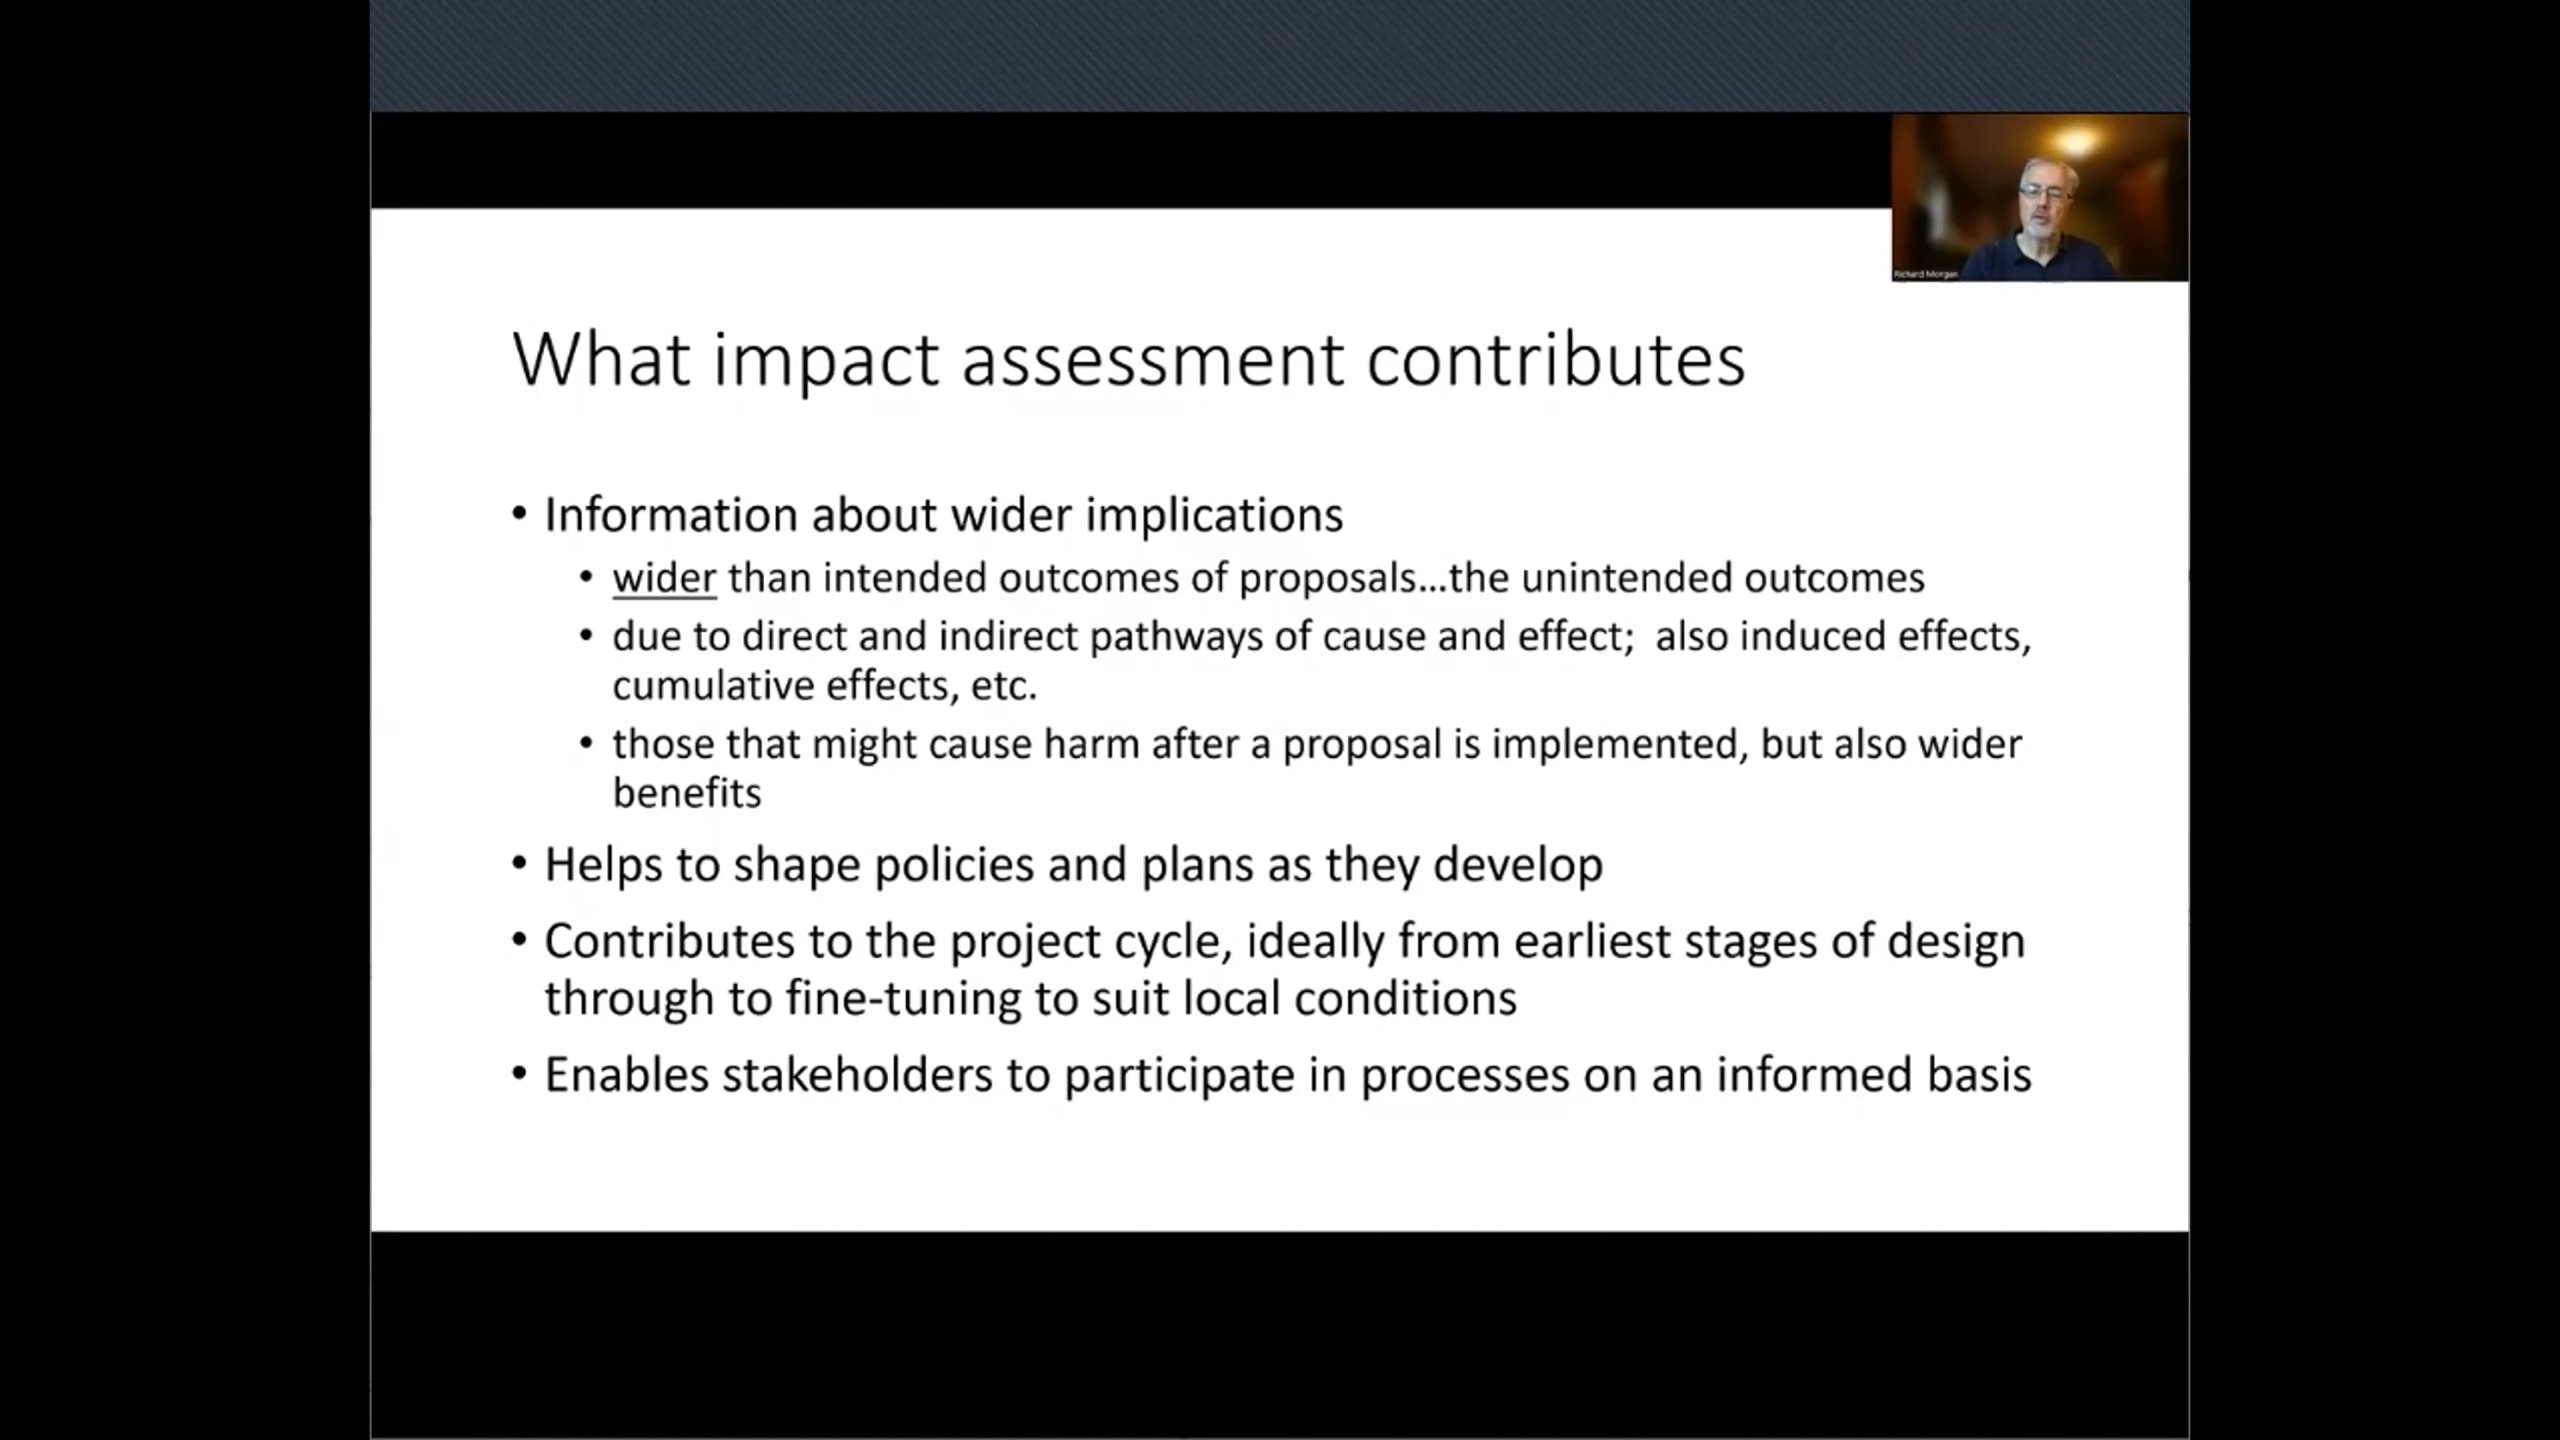 Richard Morgan
What impact assessment contributes
• Information about wider implications
• wider than intended outcomes of proposals...the unintended outcomes
• due to direct and indirect pathways of cause and effect;  also induced effects,
cumulative effects, etc.
• those that might cause harm after a proposal is implemented, but also wider
benefits
• Helps to shape policies and plans as they develop
• Contributes to the project cycle, ideally from earliest stages of design
through to fine-tuning to suit local conditions
• Enables stakeholders to participate in processes on an informed basis